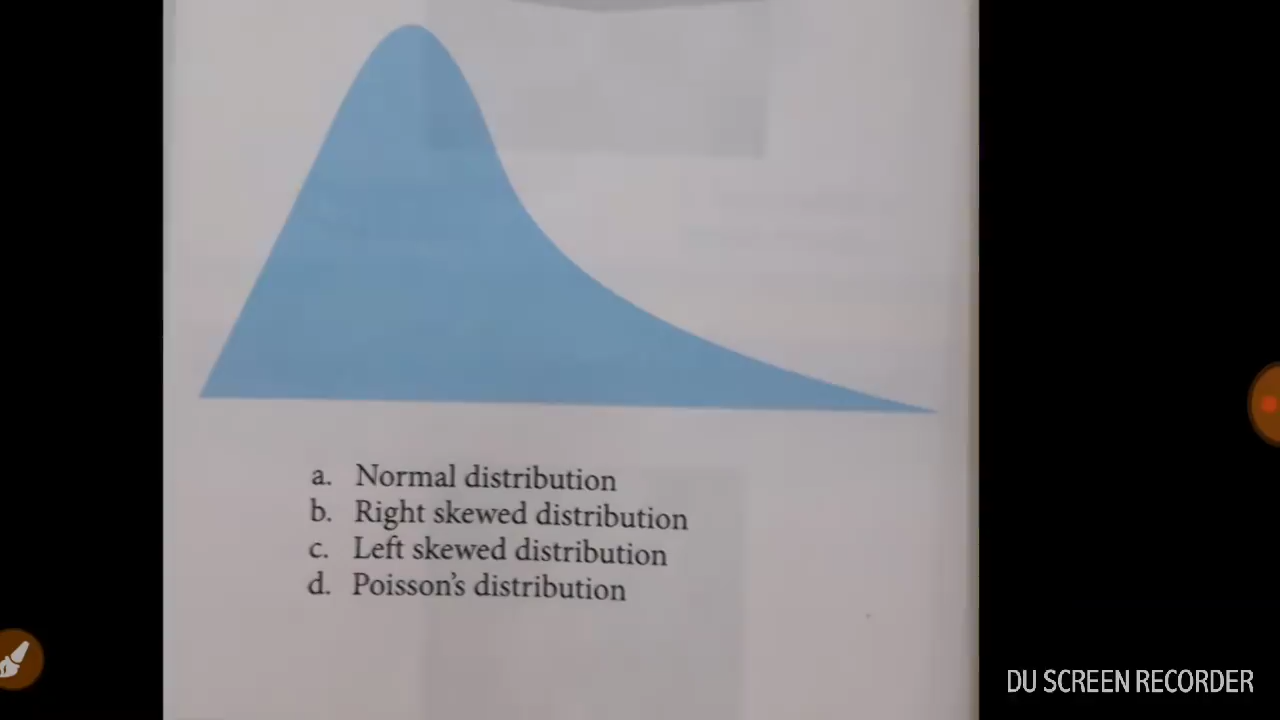 a. Normal distribution
b. Right skewed distribution
c. Left skewed distribution
d. Poisson's distribution
DU SCREEN RECORDER